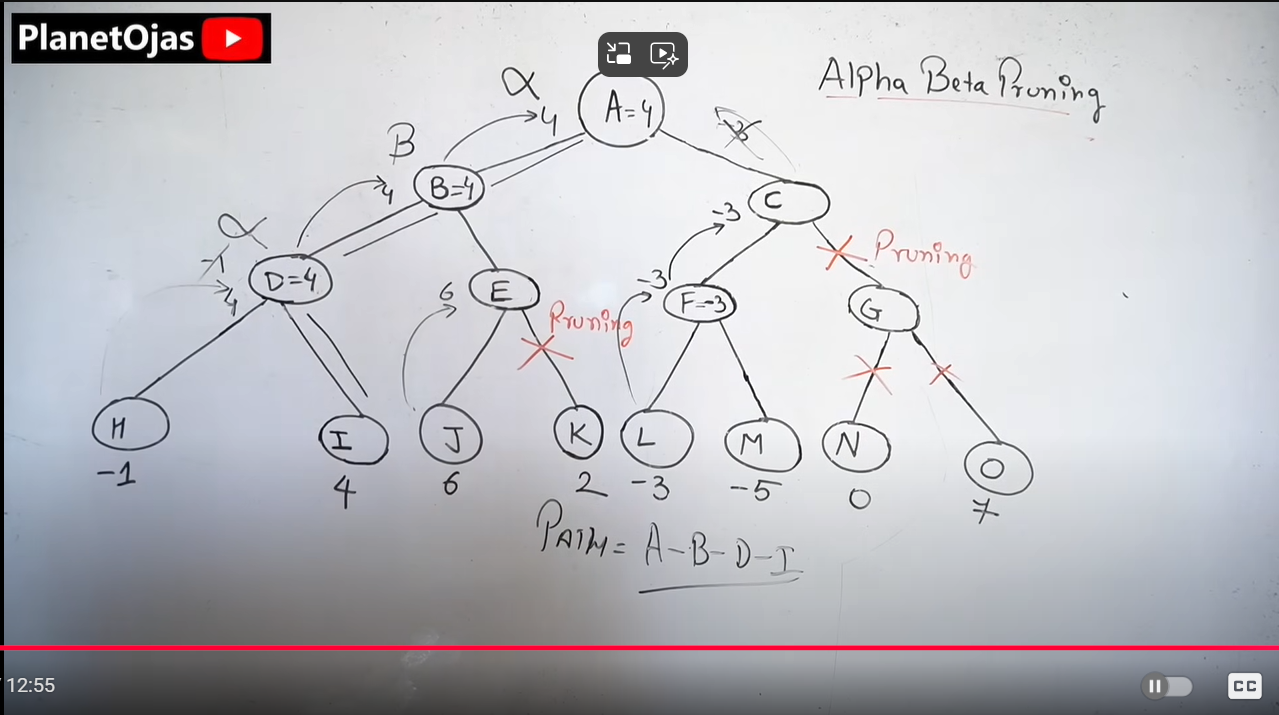 PlanetOjas
Alpha Beta Pruning
α
4
A=4
-3
B
4
B=4
-3
C
Pruning
α
-1
4
D=4
6
E
Pruning
-3
F=-3
G
H
I
J
K
L
M
N
O
-1
4
6
2
-3
-5
0
7
PATH= A-B-D-I
12:55
CC